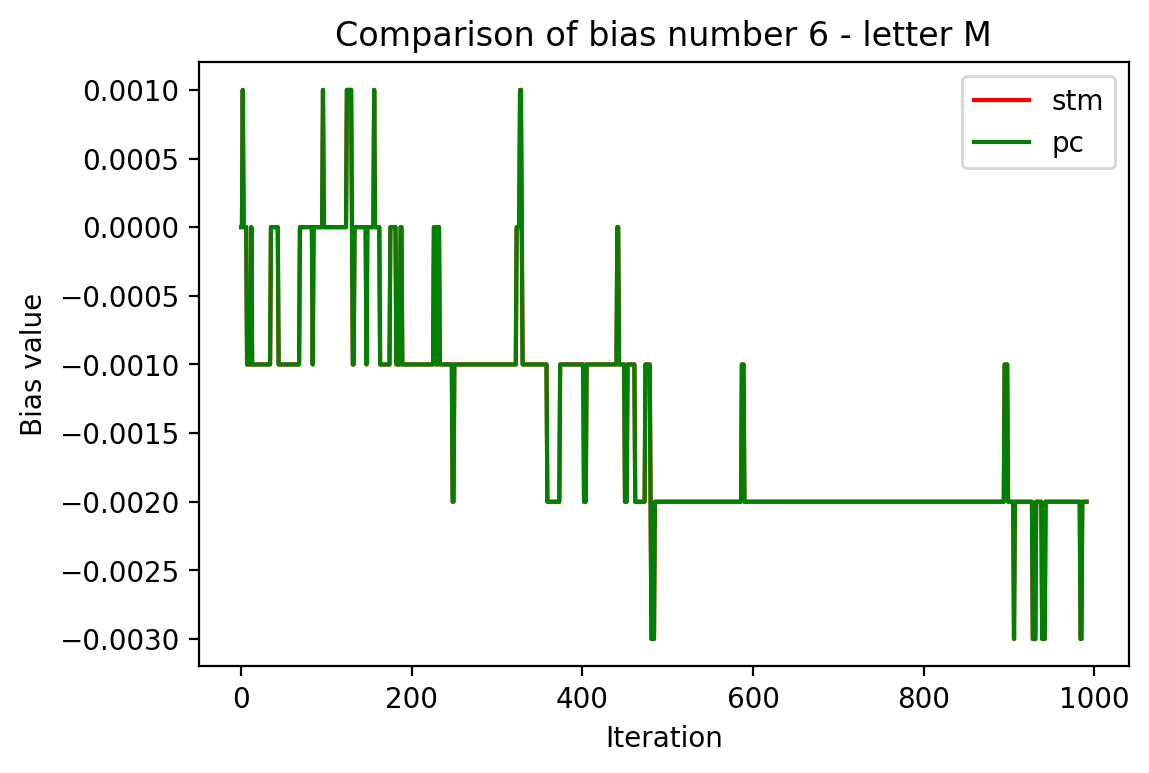 Comparison of bias number 6 - letter M
stm
pc
0.0010
0.0005
0.0000
−0.0005
−0.0010
−0.0015
−0.0020
−0.0025
−0.0030
Bias value
0 200 400 600 800 1000
Iteration